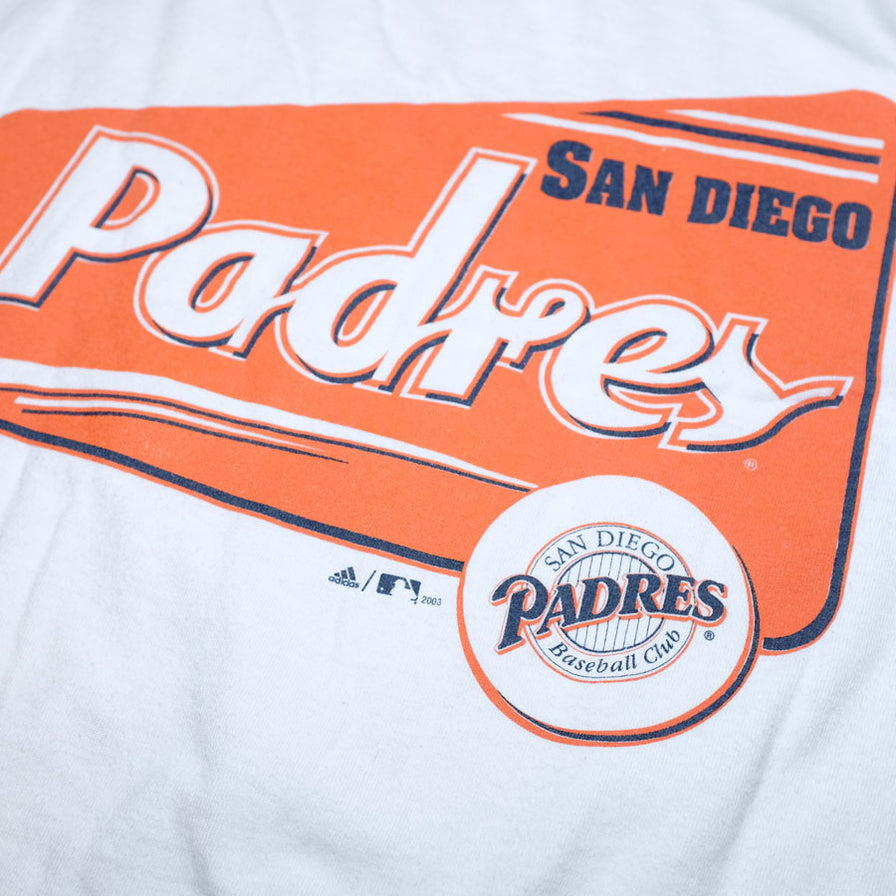 SAN DIEGO
Padres
®
adidas / 2003
SAN DIEGO
PADRES
®
Baseball Club